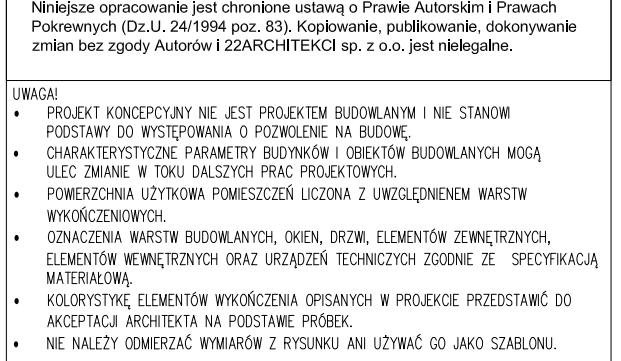 Niniejsze opracowanie jest chronione ustawą o Prawie Autorskim i Prawach
Pokrewnych (Dz.U. 24/1994 poz. 83). Kopiowanie, publikowanie, dokonywanie
zmian bez zgody Autorów i 22ARCHITEKCI sp. z o.o. jest nielegalne.
UWAGA!
• PROJEKT KONCEPCYJNY NIE JEST PROJEKTEM BUDOWLANYM I NIE STANOWI
PODSTAWY DO WYSTĘPOWANIA O POZWOLENIE NA BUDOWĘ.
• CHARAKTERYSTYCZNE PARAMETRY BUDYNKÓW I OBIEKTÓW BUDOWLANYCH MOGĄ
ULEC ZMIANIE W TOKU DALSZYCH PRAC PROJEKTOWYCH.
• POWIERZCHNIA UŻYTKOWA POMIESZCZEŃ LICZONA Z UWZGLĘDNIENEM WARSTW
WYKOŃCZENIOWYCH.
• OZNACZENIA WARSTW BUDOWLANYCH, OKIEN, DRZWI, ELEMENTÓW ZEWNĘTRZNYCH,
ELEMENTÓW WEWNĘTRZNYCH ORAZ URZĄDZEŃ TECHNICZYCH ZGODNIE ZE SPECYFIKACJĄ
MATERIAŁOWĄ.
• KOLORYSTYKĘ ELEMENTÓW WYKOŃCZENIA OPISANYCH W PROJEKCIE PRZEDSTAWIĆ DO
AKCEPTACJI ARCHITEKTA NA PODSTAWIE PRÓBEK.
• NIE NALEŻY ODMIERZAĆ WYMIARÓW Z RYSUNKU ANI UŻYWAĆ GO JAKO SZABLONU.